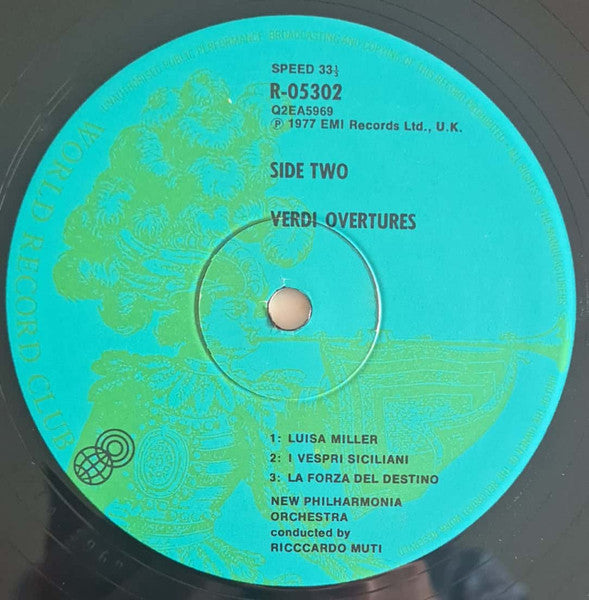 SPEED 33⅓
R-05302
Q2EA5969
℗ 1977 EMI Records Ltd., U.K.
SIDE TWO
VERDI OVERTURES
1: LUISA MILLER
2: I VESPRI SICILIANI
3: LA FORZA DEL DESTINO
NEW PHILHARMONIA
ORCHESTRA
conducted by
RICCCARDO MUTI
WORLD RECORD CLUB